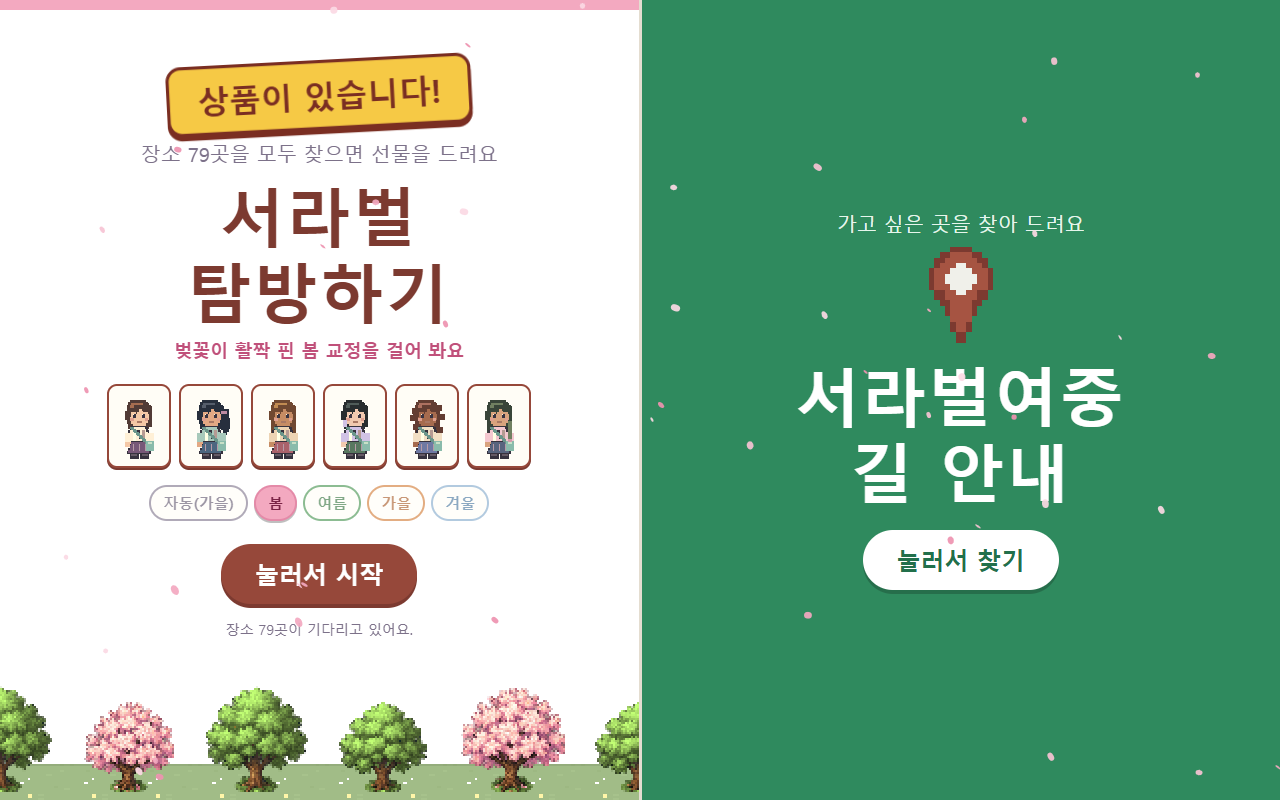 상품이 있습니다!
장소 79곳을 모두 찾으면 선물을 드려요
서라벌
탐방하기
벚꽃이 활짝 핀 봄 교정을 걸어 봐요
자동(가을) 봄 여름 가을 겨울
눌러서 시작
장소 79곳이 기다리고 있어요.
가고 싶은 곳을 찾아 드려요
서라벌여중
길 안내
눌러서 찾기